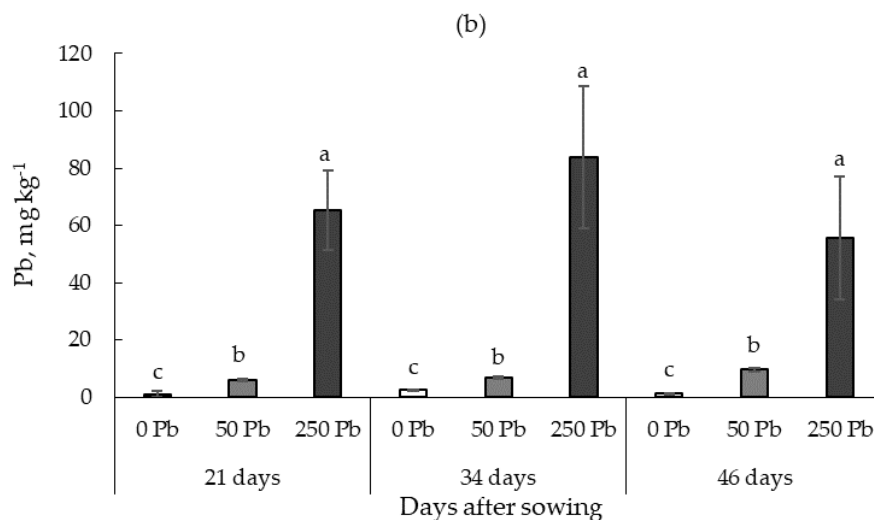 (b)
120
100
80
60
40
20
0
Pb, mg kg⁻¹
c
b
a
c
b
a
c
b
a
0 Pb 50 Pb 250 Pb 0 Pb 50 Pb 250 Pb 0 Pb 50 Pb 250 Pb
21 days 34 days 46 days
Days after sowing